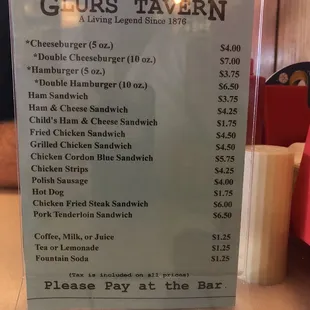 GLURS TAVERN
A Living Legend Since 1876
*Cheeseburger (5 oz.) $4.00
*Double Cheeseburger (10 oz.) $7.00
*Hamburger (5 oz.) $3.75
*Double Hamburger (10 oz.) $6.50
Ham Sandwich $3.75
Ham & Cheese Sandwich $4.25
Child's Ham & Cheese Sandwich $1.75
Fried Chicken Sandwich $4.50
Grilled Chicken Sandwich $4.50
Chicken Cordon Blue Sandwich $5.75
Chicken Strips $4.25
Polish Sausage $4.00
Hot Dog $1.75
Chicken Fried Steak Sandwich $6.00
Pork Tenderloin Sandwich $6.50
Coffee, Milk, or Juice $1.25
Tea or Lemonade $1.25
Fountain Soda $1.25
(Tax is included on all prices)
Please Pay at the Bar.